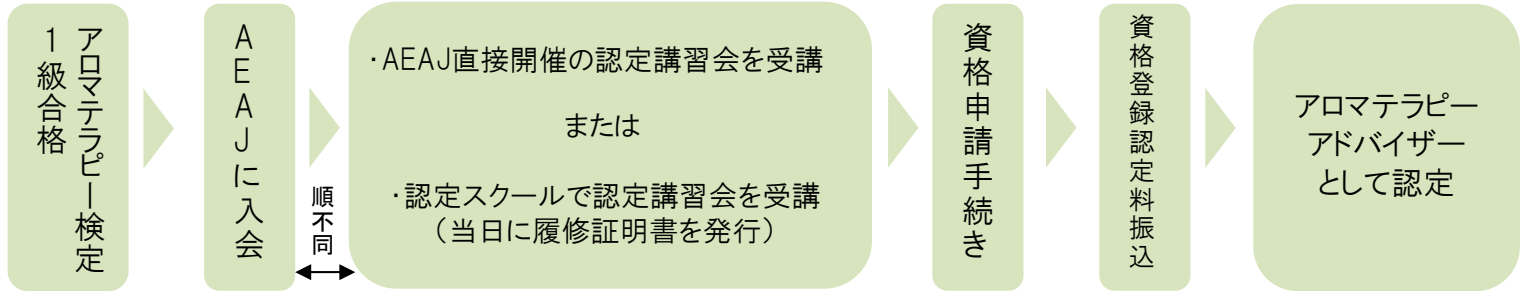 アロマテラピー検定
1級合格
AEAJに入会
順不同
・AEAJ直接開催の認定講習会を受講
または
・認定スクールで認定講習会を受講
（当日に履修証明書を発行）
資格申請手続き
資格登録認定料振込
アロマテラピー
アドバイザー
として認定